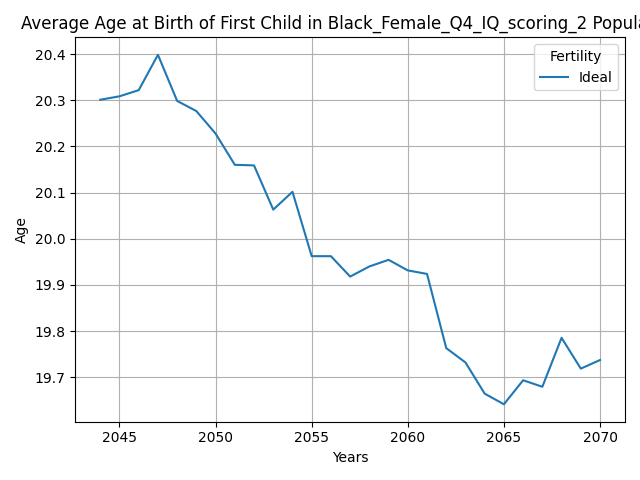 Average Age at Birth of First Child in Black_Female_Q4_IQ_scoring_2 Popula
Fertility
Ideal
20.4
20.3
20.2
20.1
20.0
19.9
19.8
19.7
Age
2045 2050 2055 2060 2065 2070
Years